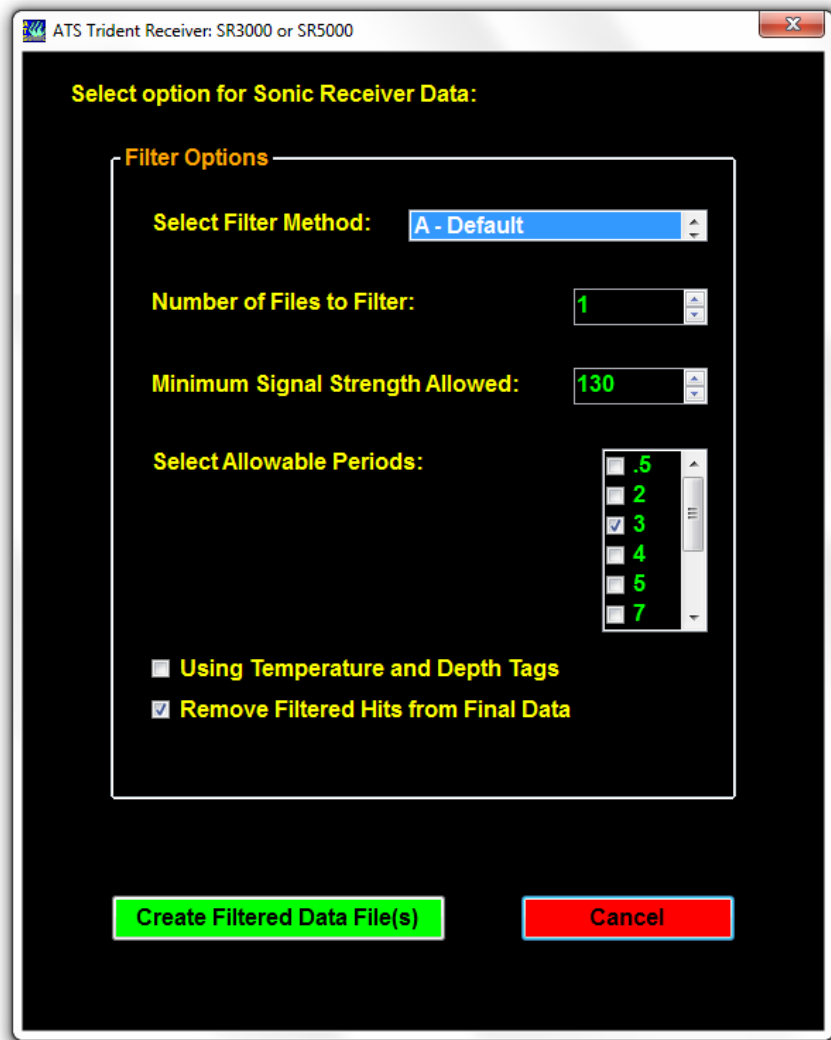 ATS Trident Receiver: SR3000 or SR5000
Select option for Sonic Receiver Data:
Filter Options
Select Filter Method: A - Default
Number of Files to Filter: 1
Minimum Signal Strength Allowed: 130
Select Allowable Periods: .5
2
3
4
5
7
Using Temperature and Depth Tags
Remove Filtered Hits from Final Data
Create Filtered Data File(s) Cancel